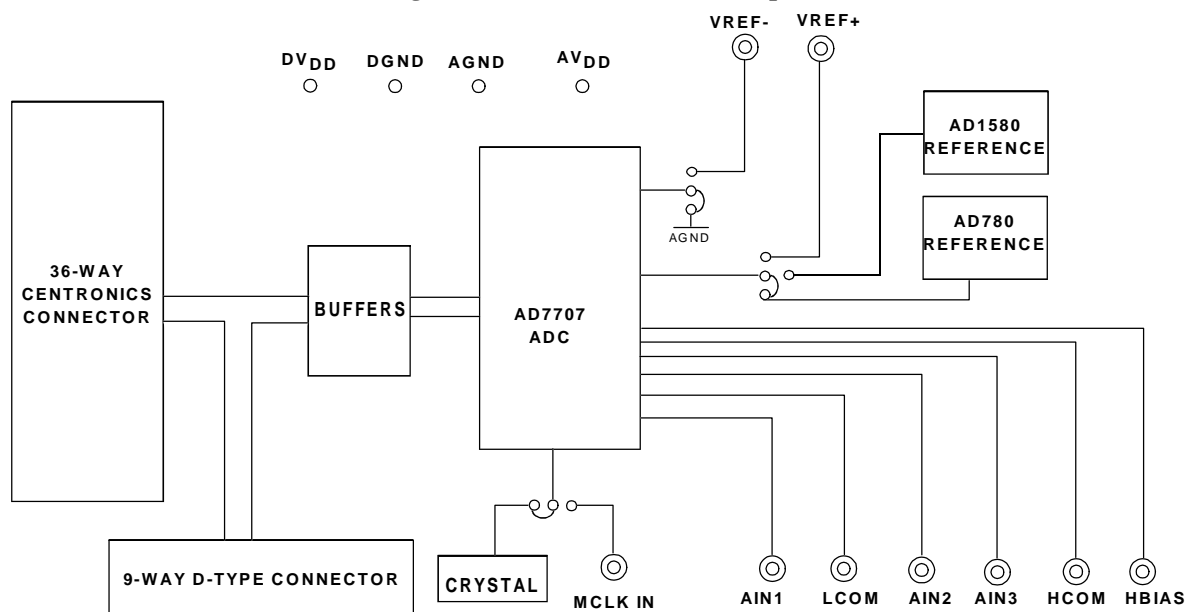 VREF-
VREF+
DVDD
DGND
AGND
AVDD
AD1580
REFERENCE
AD780
REFERENCE
AGND
36-WAY
CENTRONICS
CONNECTOR
BUFFERS
AD7707
ADC
9-WAY D-TYPE CONNECTOR
CRYSTAL
MCLK IN
AIN1
LCOM
AIN2
AIN3
HCOM
HBIAS